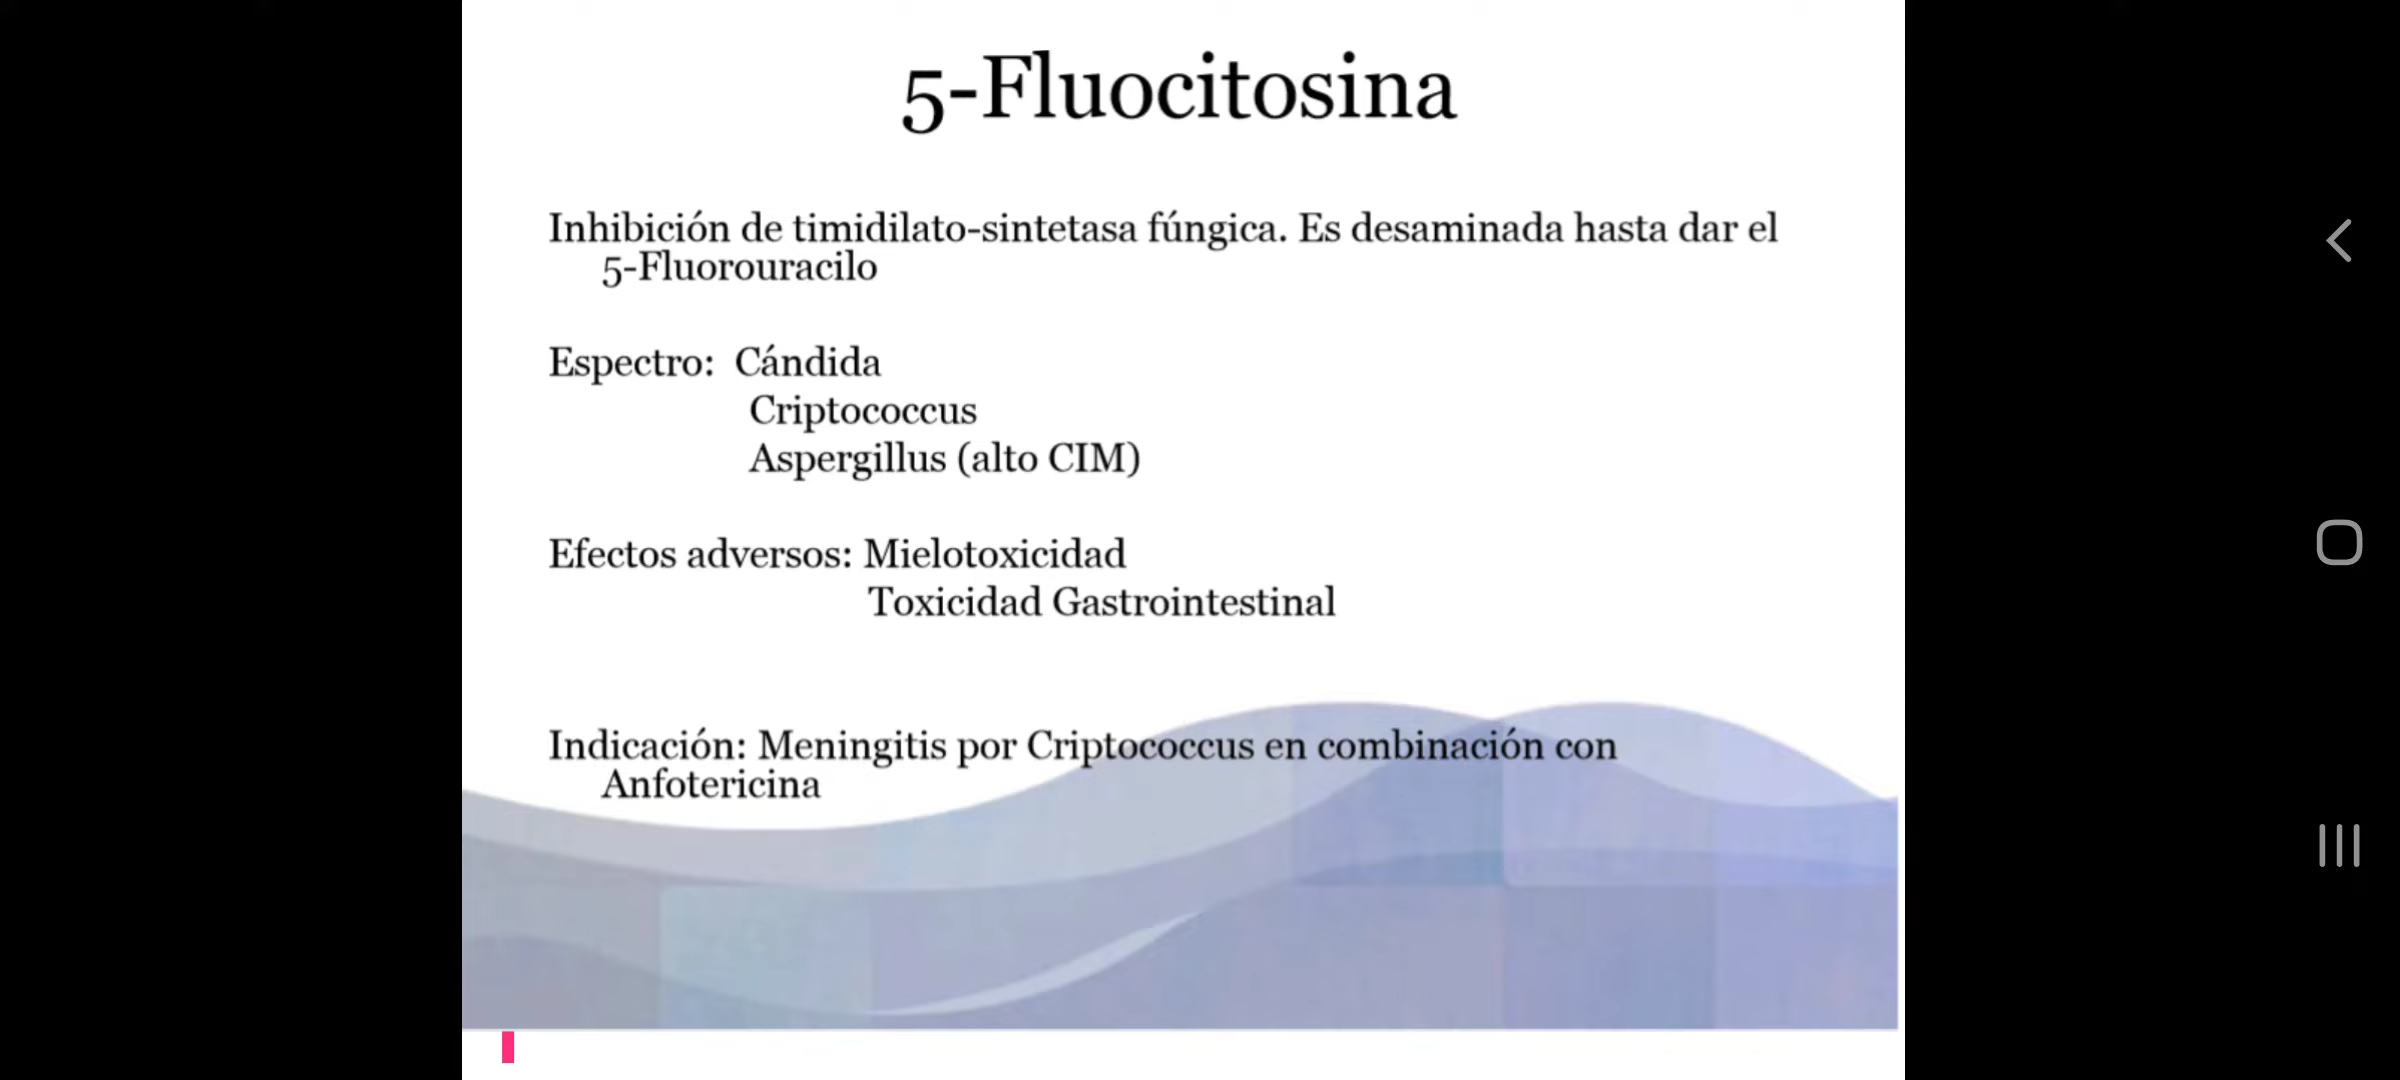 5-Fluocitosina
Inhibición de timidilato-sintetasa fúngica. Es desaminada hasta dar el
5-Fluorouracilo
Espectro: Cándida
Criptococcus
Aspergillus (alto CIM)
Efectos adversos: Mielotoxicidad
Toxicidad Gastrointestinal
Indicación: Meningitis por Criptococcus en combinación con
Anfotericina